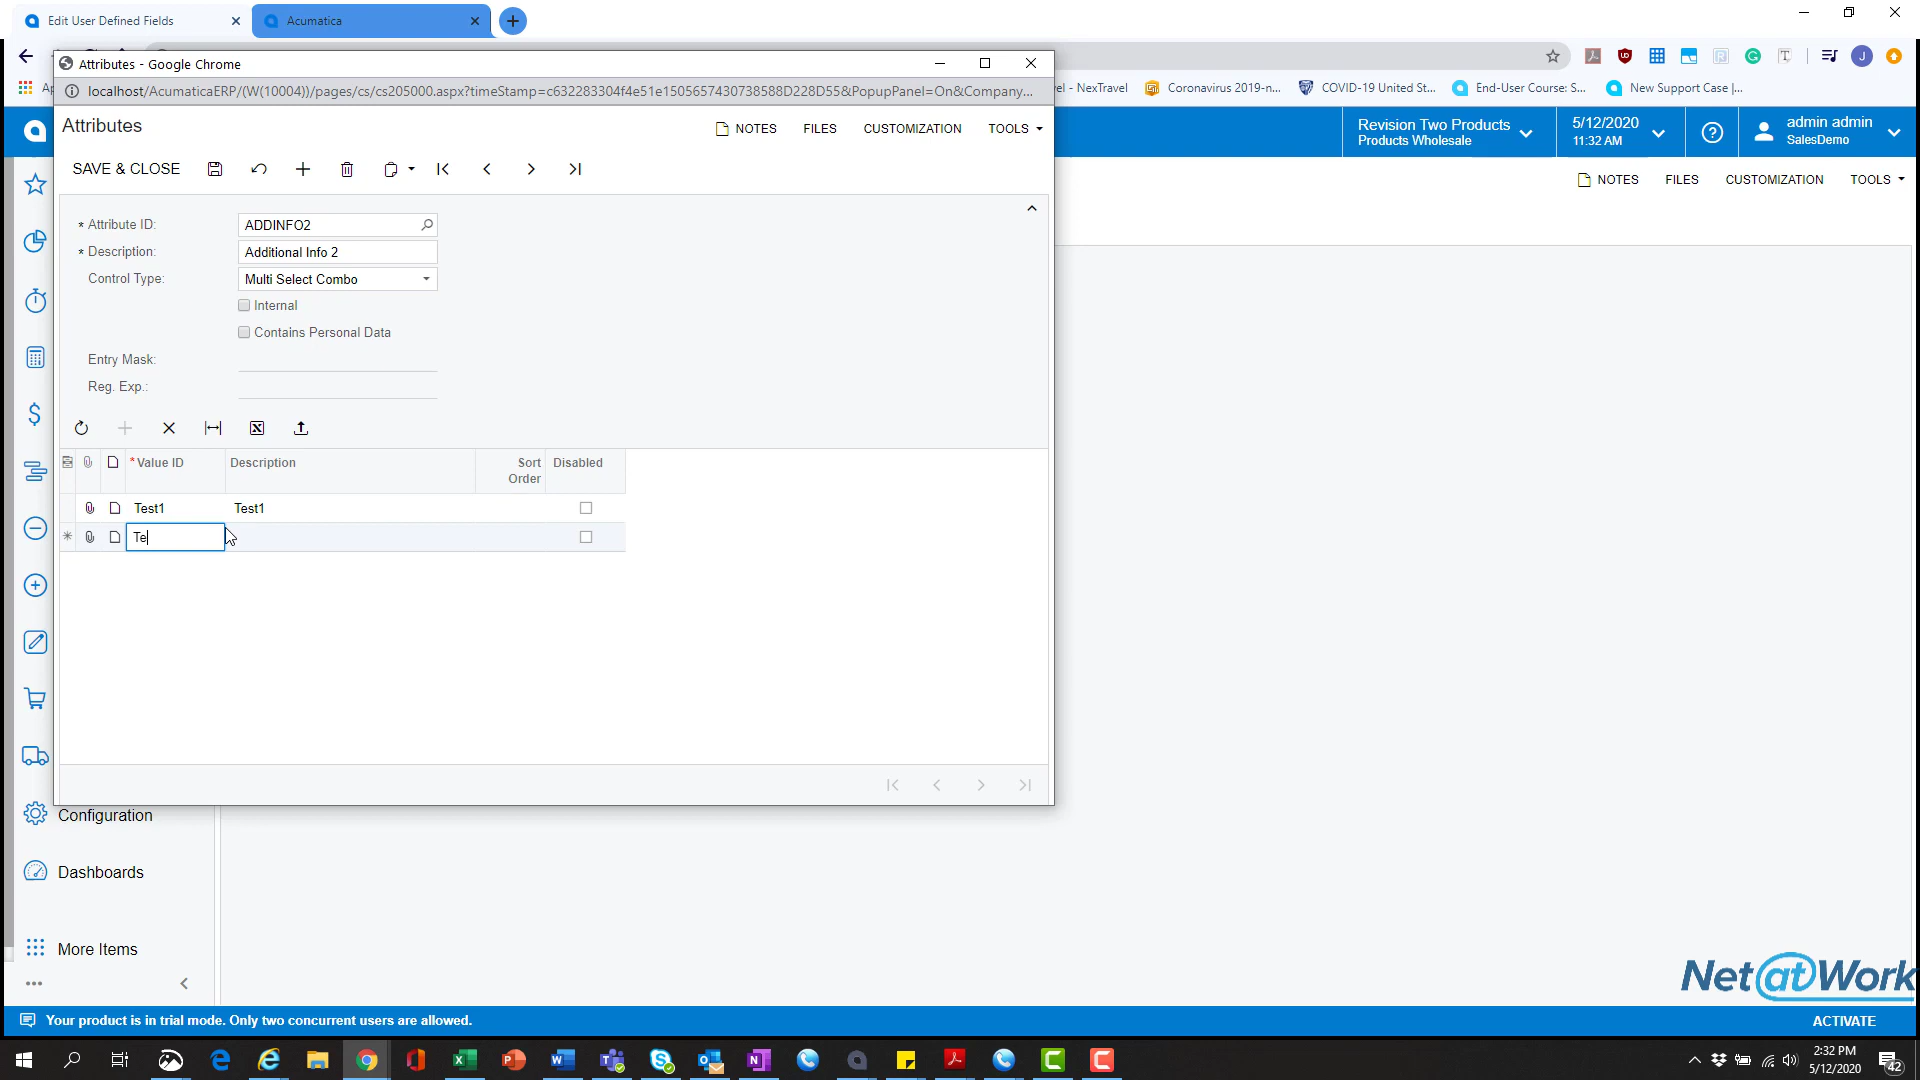 Edit User Defined Fields
Acumatica
Attributes - Google Chrome
localhost/AcumaticaERP/(W(10004))/pages/cs/cs205000.aspx?timeStamp=c632283304f4e51e1505657430738588D228D55&PopupPanel=On&Company...
vel - NexTravel
Coronavirus 2019-n...
COVID-19 United St...
End-User Course: S...
New Support Case |...
Attributes
NOTES
FILES
CUSTOMIZATION
TOOLS
Revision Two Products
Products Wholesale
5/12/2020
11:32 AM
admin admin
SalesDemo
SAVE & CLOSE
NOTES
FILES
CUSTOMIZATION
TOOLS
* Attribute ID: ADDINFO2
* Description: Additional Info 2
Control Type: Multi Select Combo
Internal
Contains Personal Data
Entry Mask:
Reg. Exp.:
* Value ID Description Sort Order Disabled
Test1 Test1
Te
Configuration
Dashboards
More Items
Net at Work
Your product is in trial mode. Only two concurrent users are allowed.
ACTIVATE
2:32 PM
5/12/2020
42